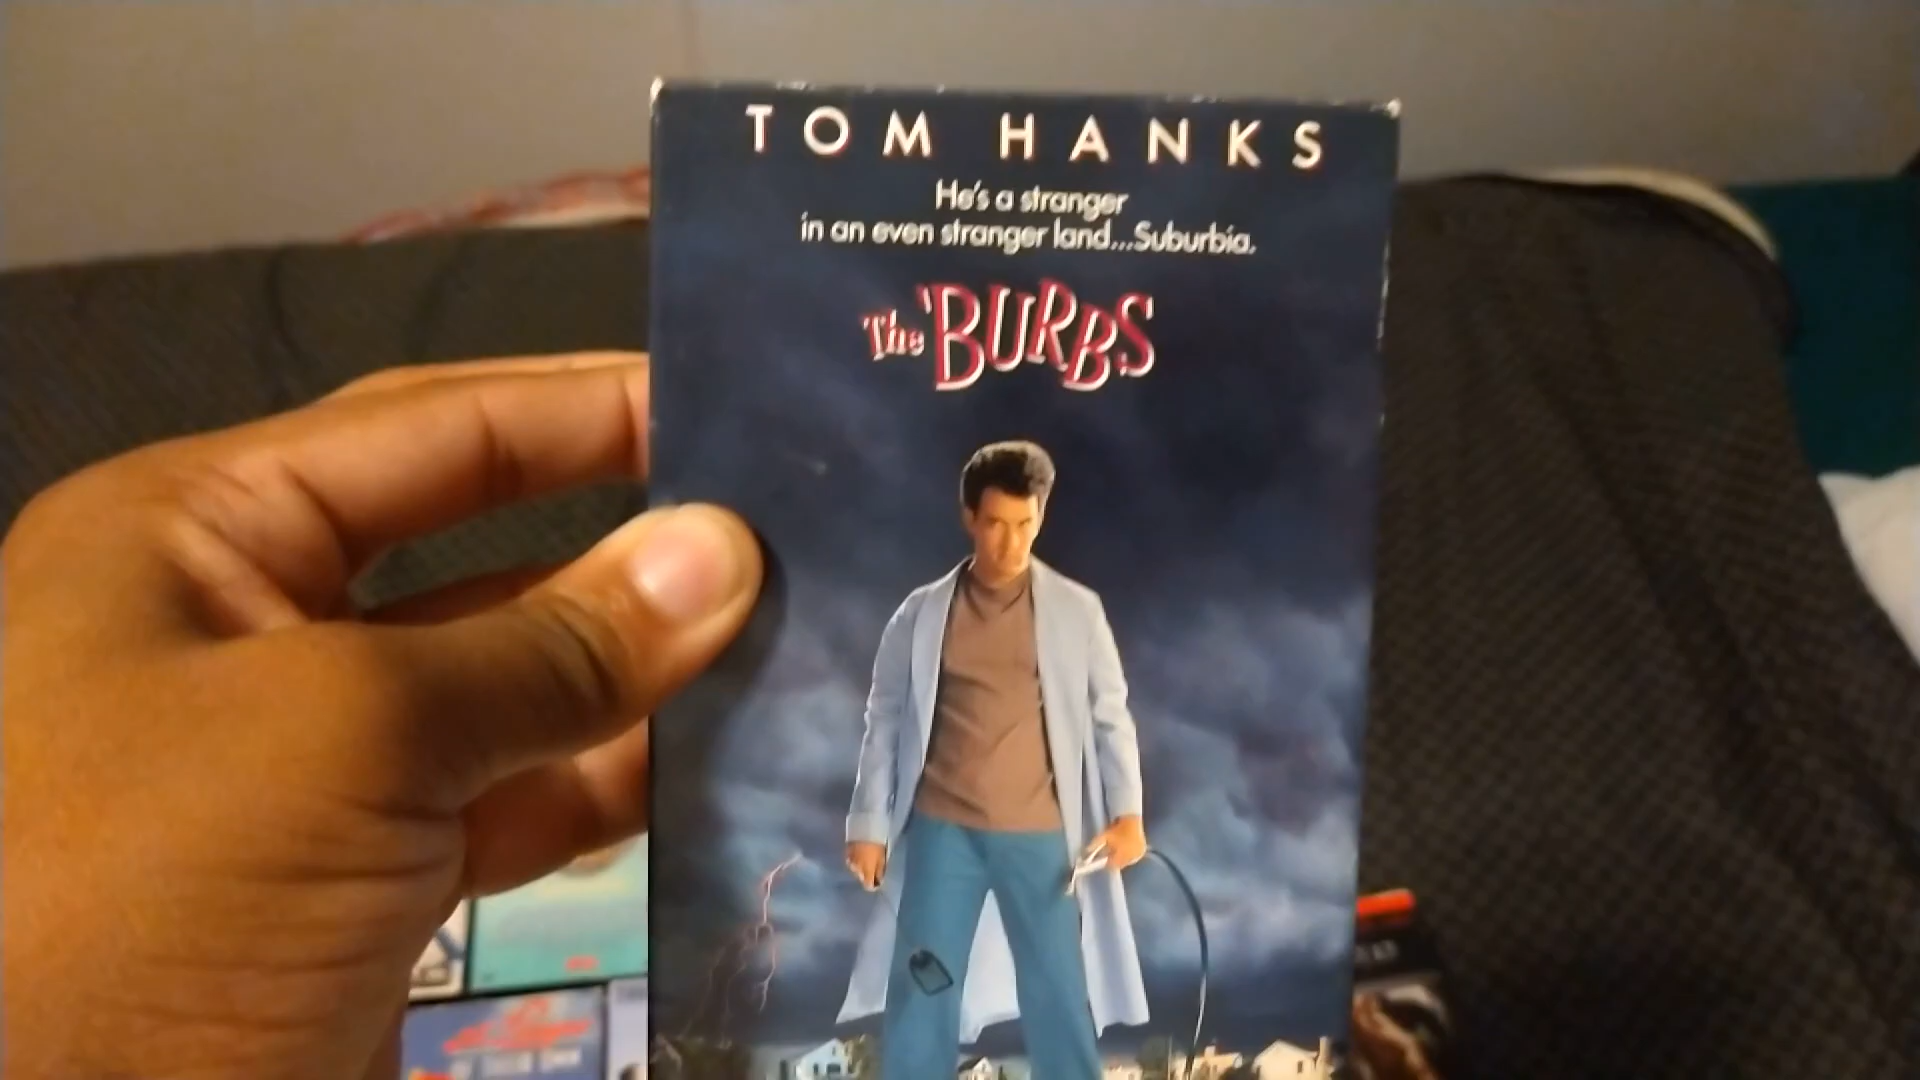 TOM HANKS
He's a stranger
in an even stranger land...Suburbia.
The 'BURBS